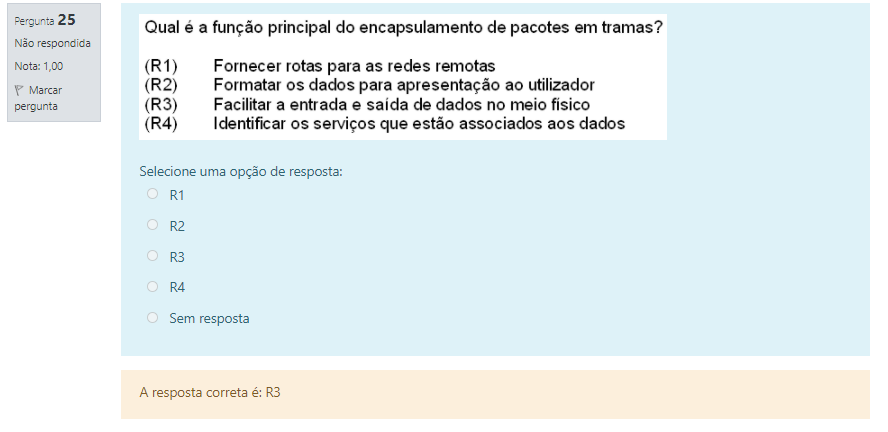 Pergunta 25
Não respondida
Nota: 1,00
Marcar
pergunta
Qual é a função principal do encapsulamento de pacotes em tramas?
(R1) Fornecer rotas para as redes remotas
(R2) Formatar os dados para apresentação ao utilizador
(R3) Facilitar a entrada e saída de dados no meio físico
(R4) Identificar os serviços que estão associados aos dados
Selecione uma opção de resposta:
R1
R2
R3
R4
Sem resposta
A resposta correta é: R3